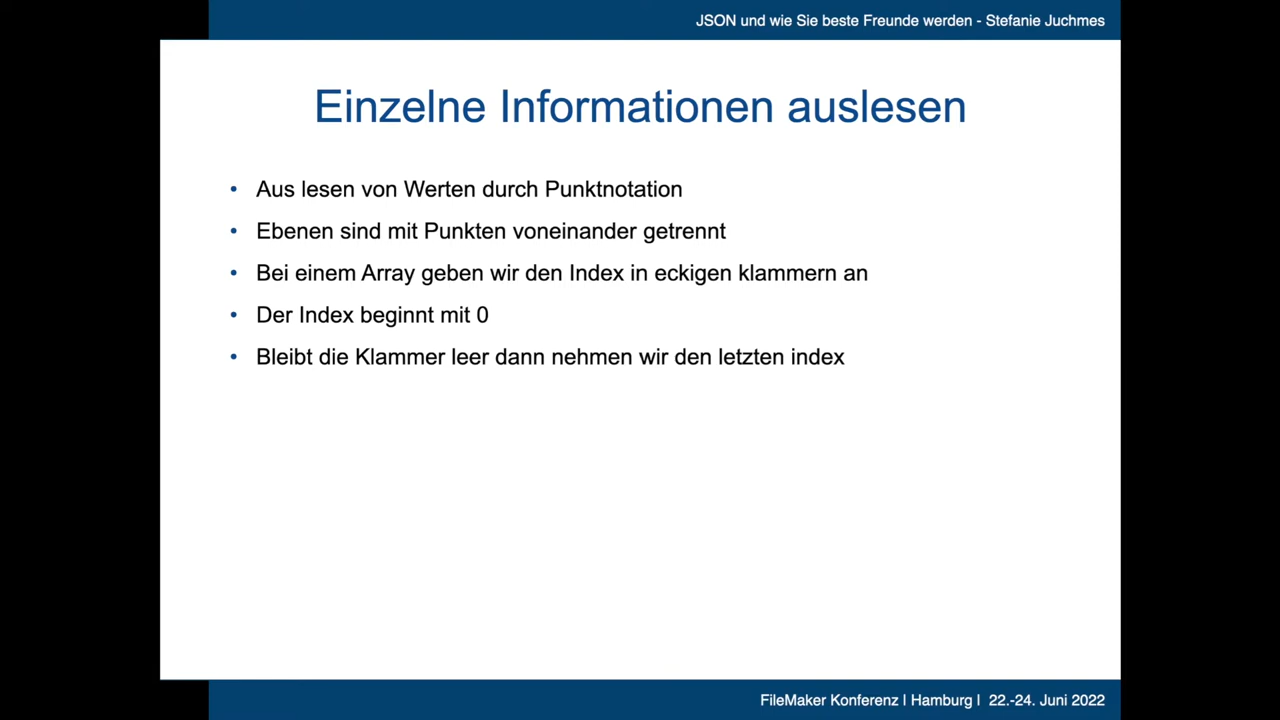 JSON und wie Sie beste Freunde werden - Stefanie Juchmes
Einzelne Informationen auslesen
• Aus lesen von Werten durch Punktnotation
• Ebenen sind mit Punkten voneinander getrennt
• Bei einem Array geben wir den Index in eckigen klammern an
• Der Index beginnt mit 0
• Bleibt die Klammer leer dann nehmen wir den letzten index
FileMaker Konferenz | Hamburg | 22.-24. Juni 2022